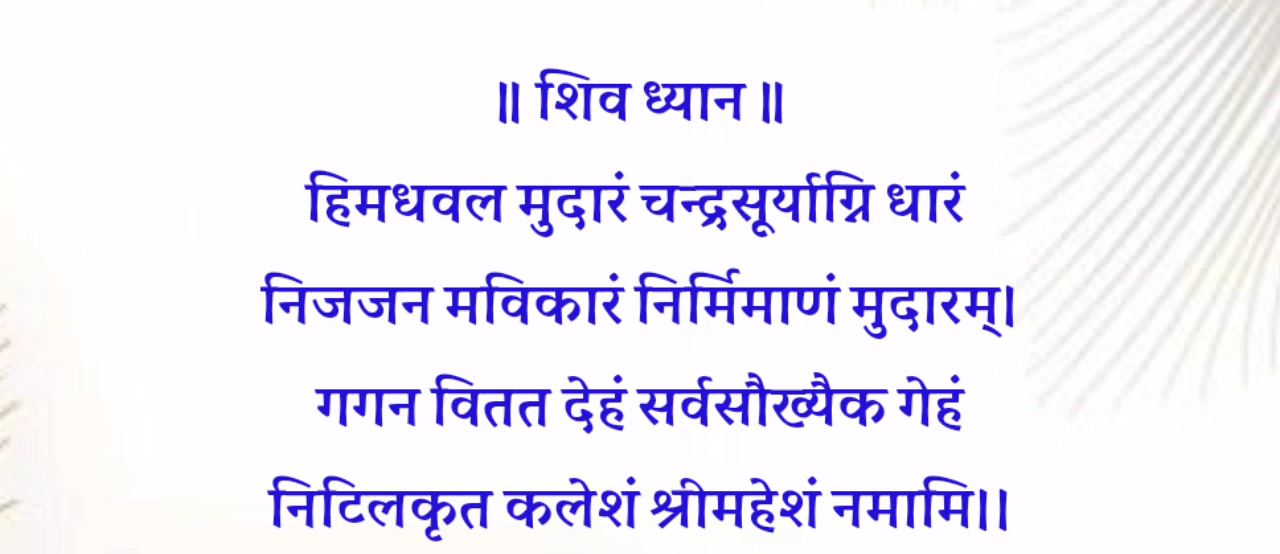 ॥ शिव ध्यान ॥
हिमधवल मुदारं चन्द्रसूर्याग्नि धारं
निजजन मविकारं निर्मिमाणं मुदारम्।
गगन वितत देहं सर्वसौख्यैक गेहं
निटिलकृत कलेशं श्रीमहेशं नमामि।।